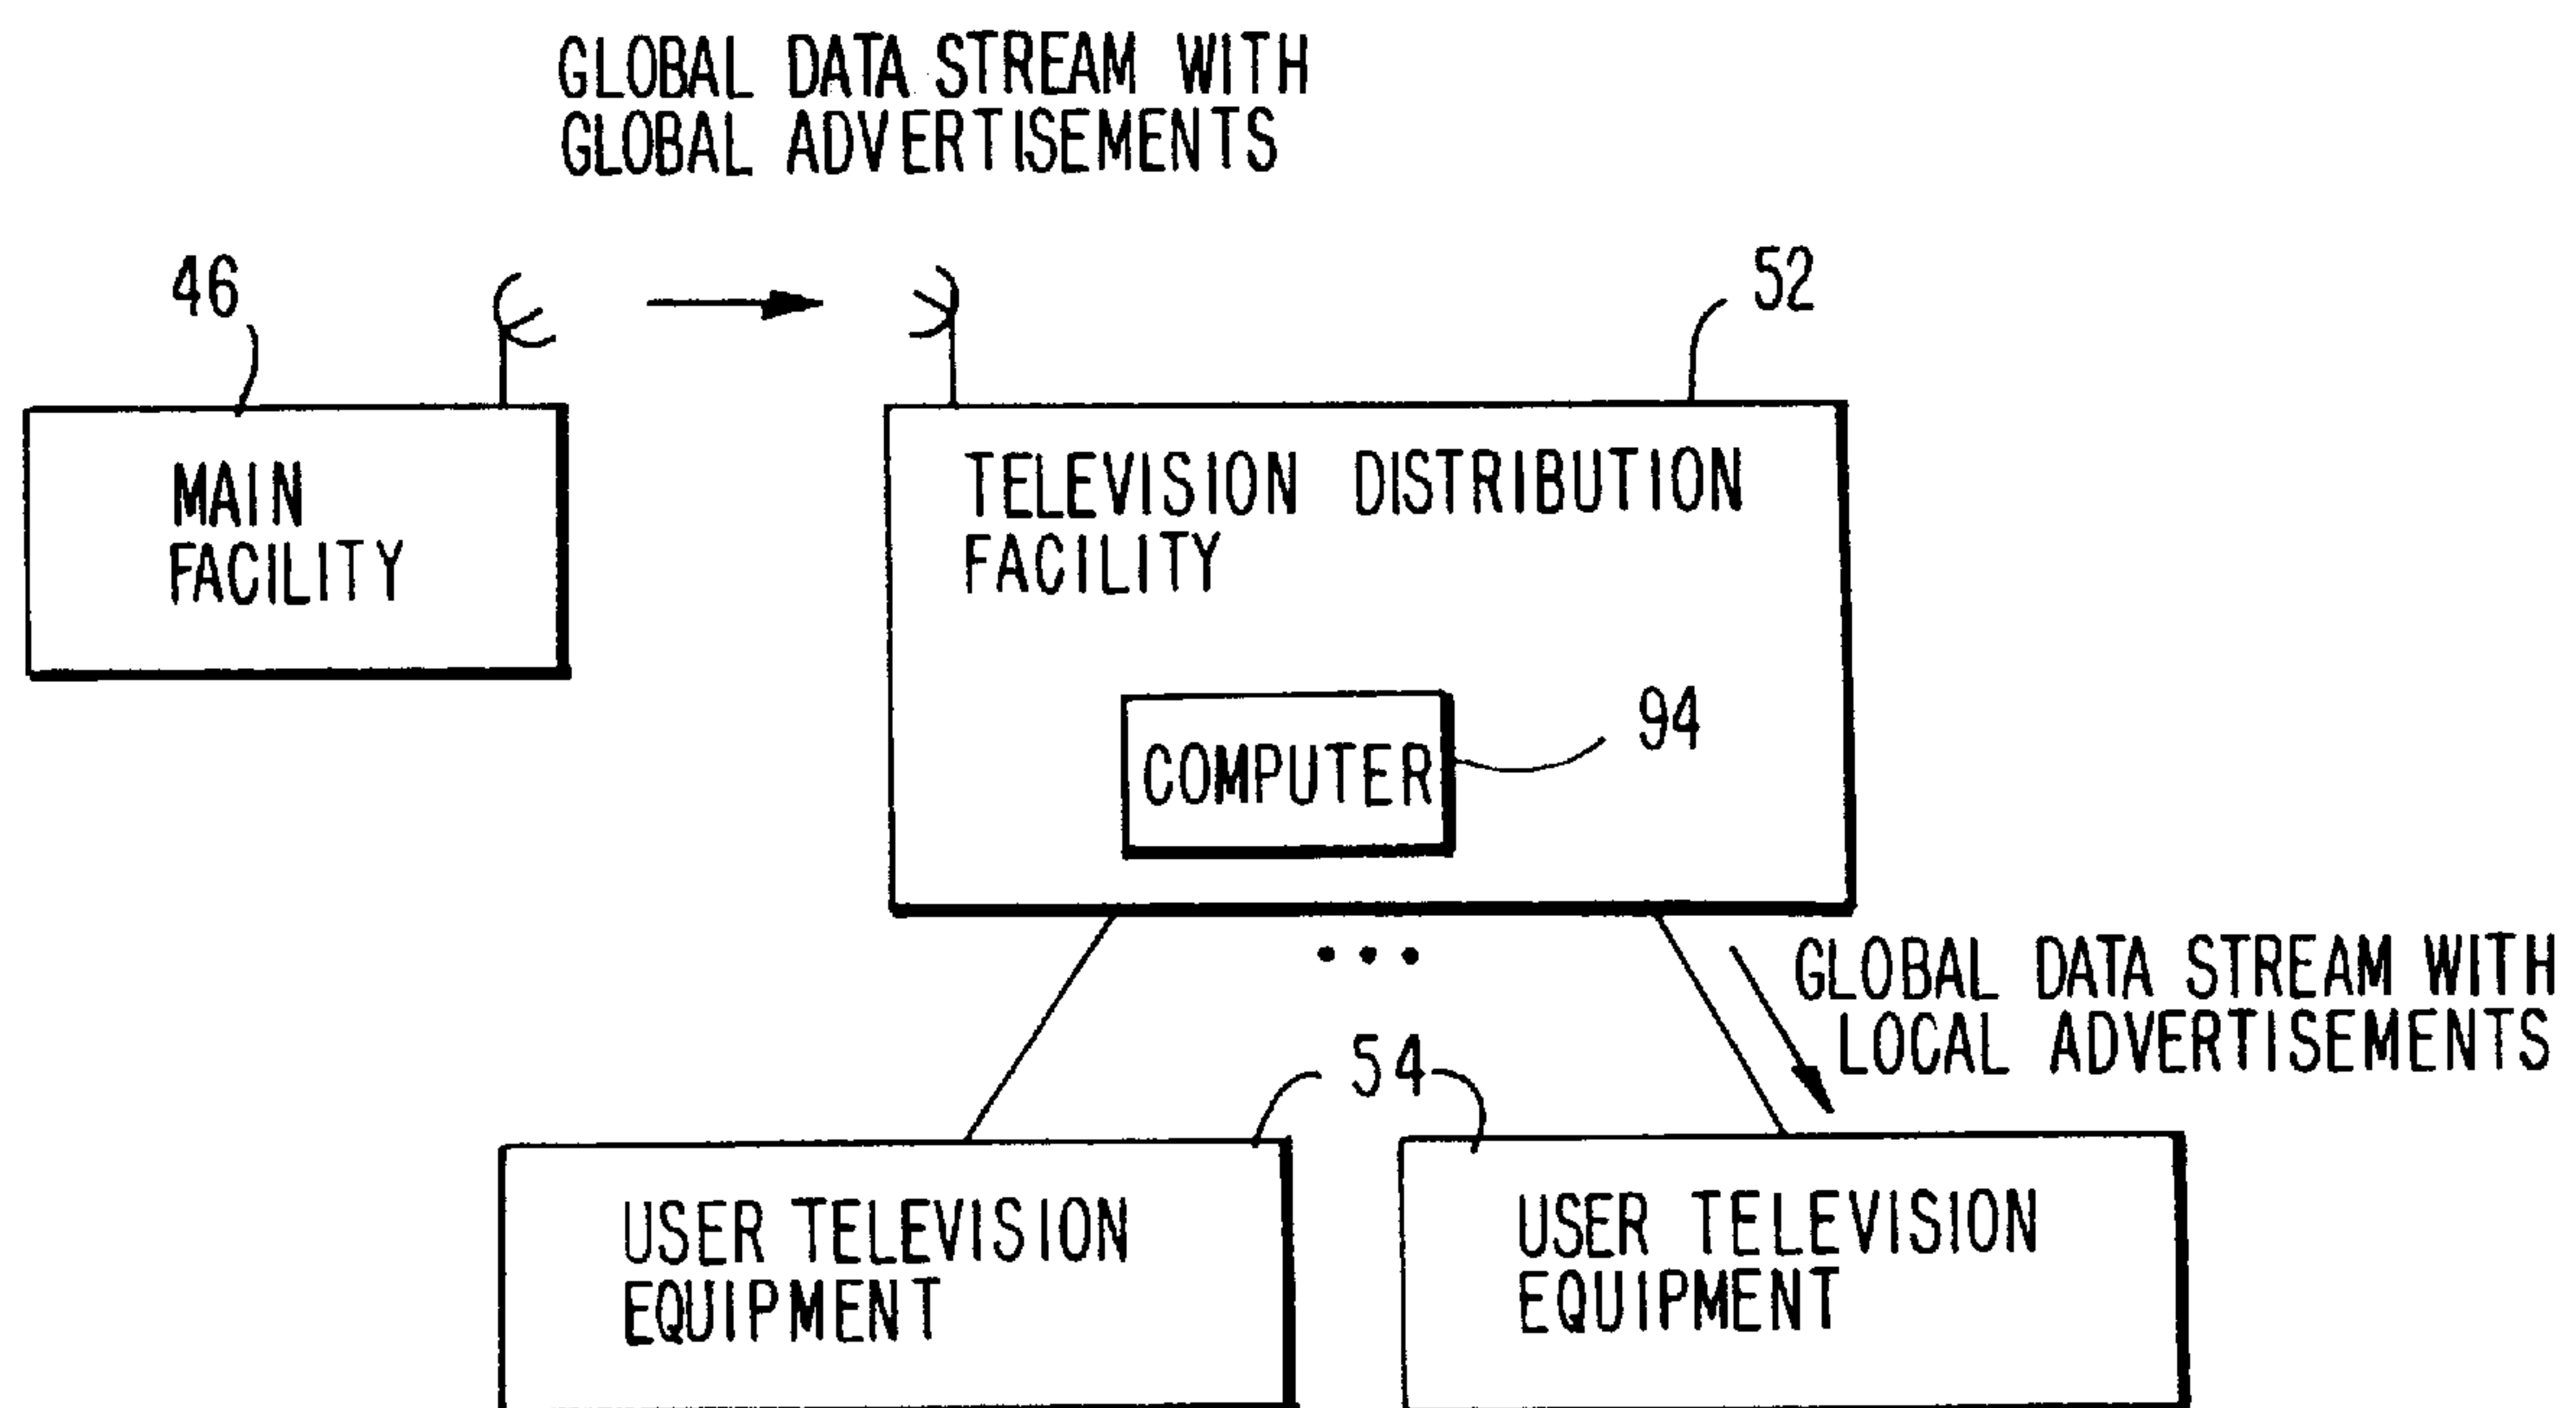 GLOBAL DATA STREAM WITH
GLOBAL ADVERTISEMENTS
46
52
MAIN
FACILITY
TELEVISION DISTRIBUTION
FACILITY
94
COMPUTER
GLOBAL DATA STREAM WITH
LOCAL ADVERTISEMENTS
54
USER TELEVISION
EQUIPMENT
USER TELEVISION
EQUIPMENT